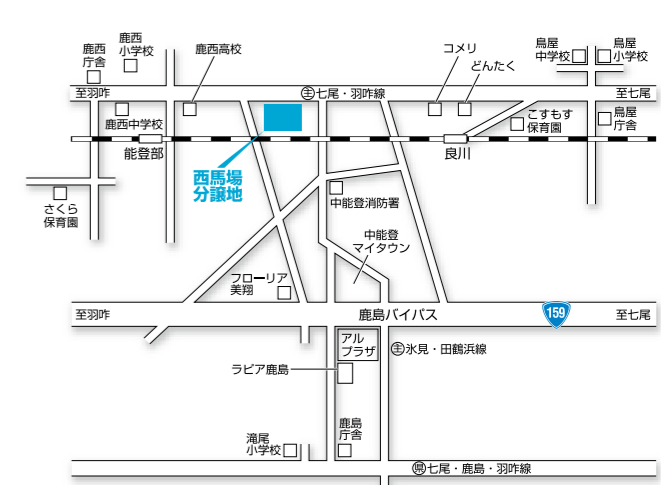 鹿西
庁舎
鹿西
小学校
鹿西高校
コメリ
どんたく
鳥屋
中学校
鳥屋
小学校
至羽咋
主七尾・羽咋線
至七尾
鹿西中学校
こすもす
保育園
鳥屋
庁舎
能登部
良川
西馬場
分譲地
さくら
保育園
中能登消防署
中能登
マイタウン
フローリア
美翔
至羽咋
鹿島バイパス
159
至七尾
アル
プラザ
主氷見・田鶴浜線
ラピア鹿島
鹿島
庁舎
滝尾
小学校
県七尾・鹿島・羽咋線